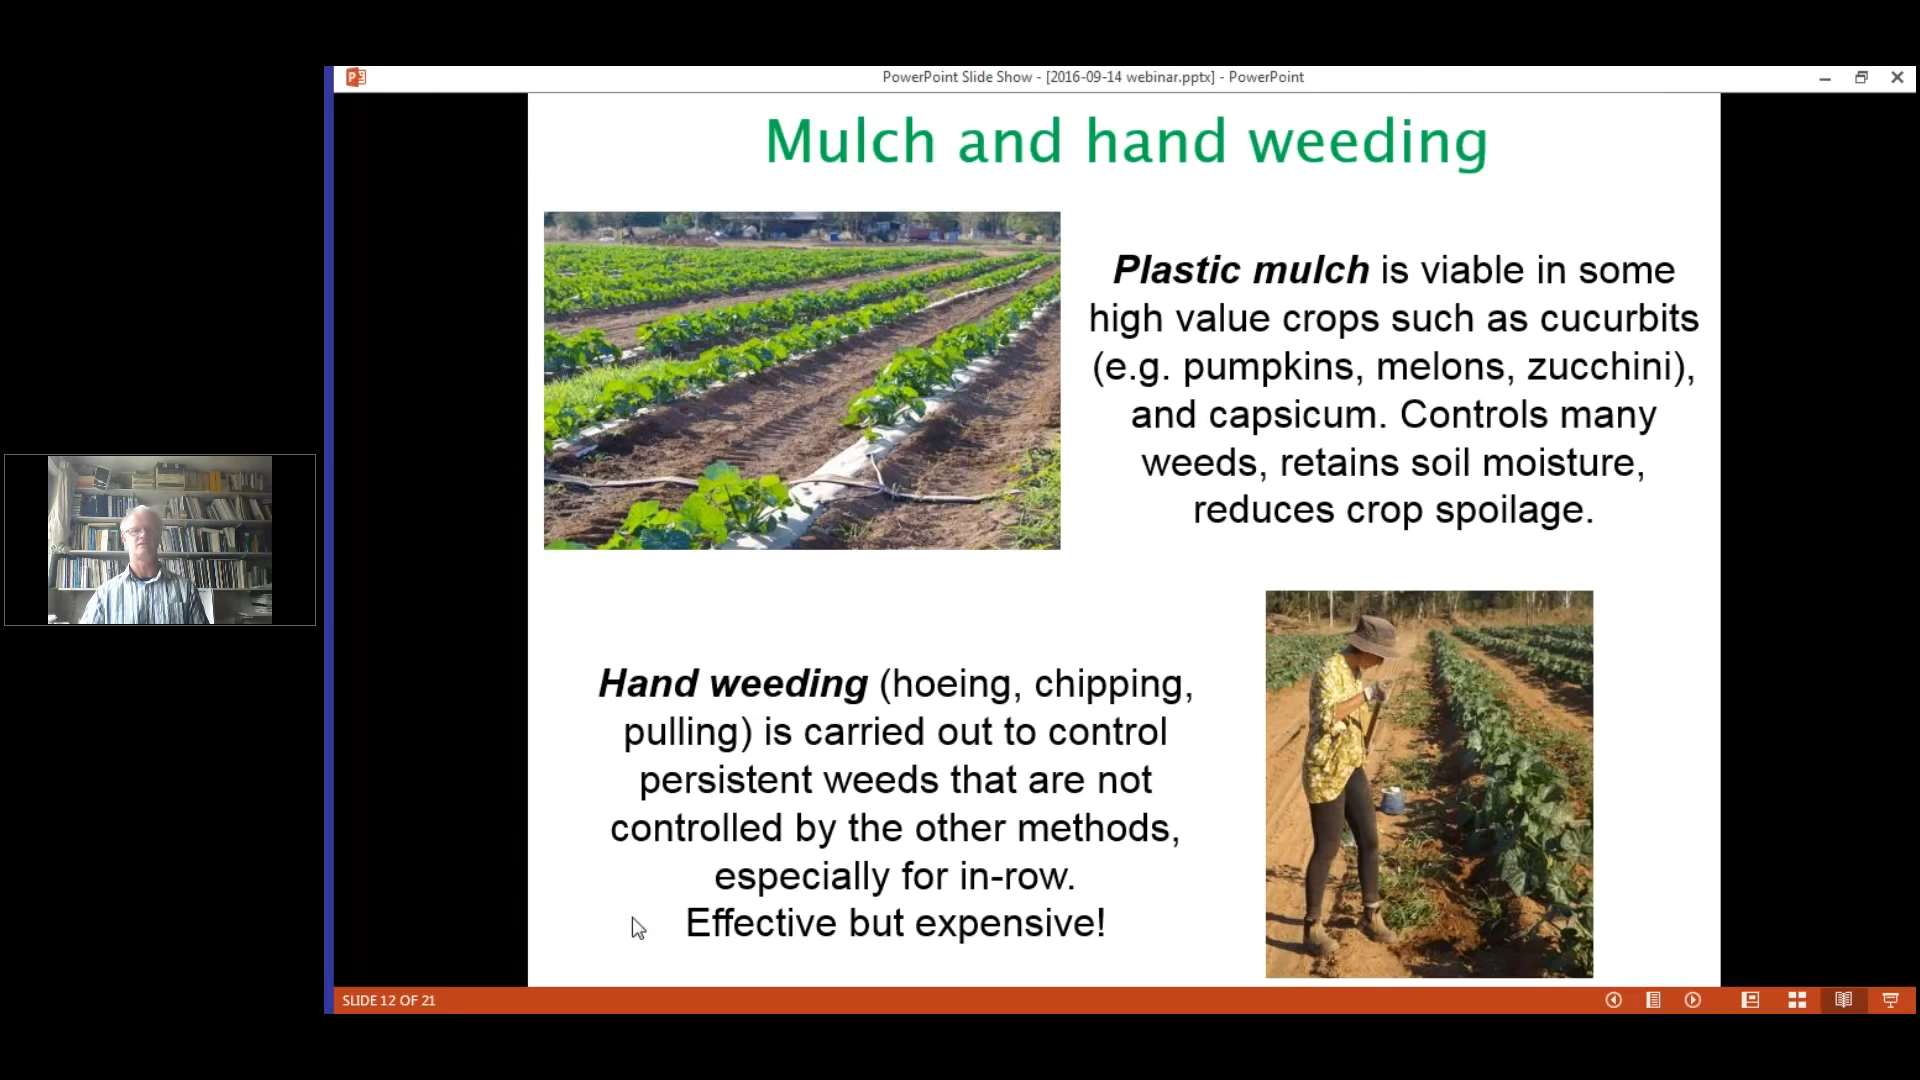 PowerPoint Slide Show - [2016-09-14 webinar.pptx] - PowerPoint
Mulch and hand weeding
Plastic mulch is viable in some
high value crops such as cucurbits
(e.g. pumpkins, melons, zucchini),
and capsicum. Controls many
weeds, retains soil moisture,
reduces crop spoilage.
Hand weeding (hoeing, chipping,
pulling) is carried out to control
persistent weeds that are not
controlled by the other methods,
especially for in-row.
Effective but expensive!
SLIDE 12 OF 21